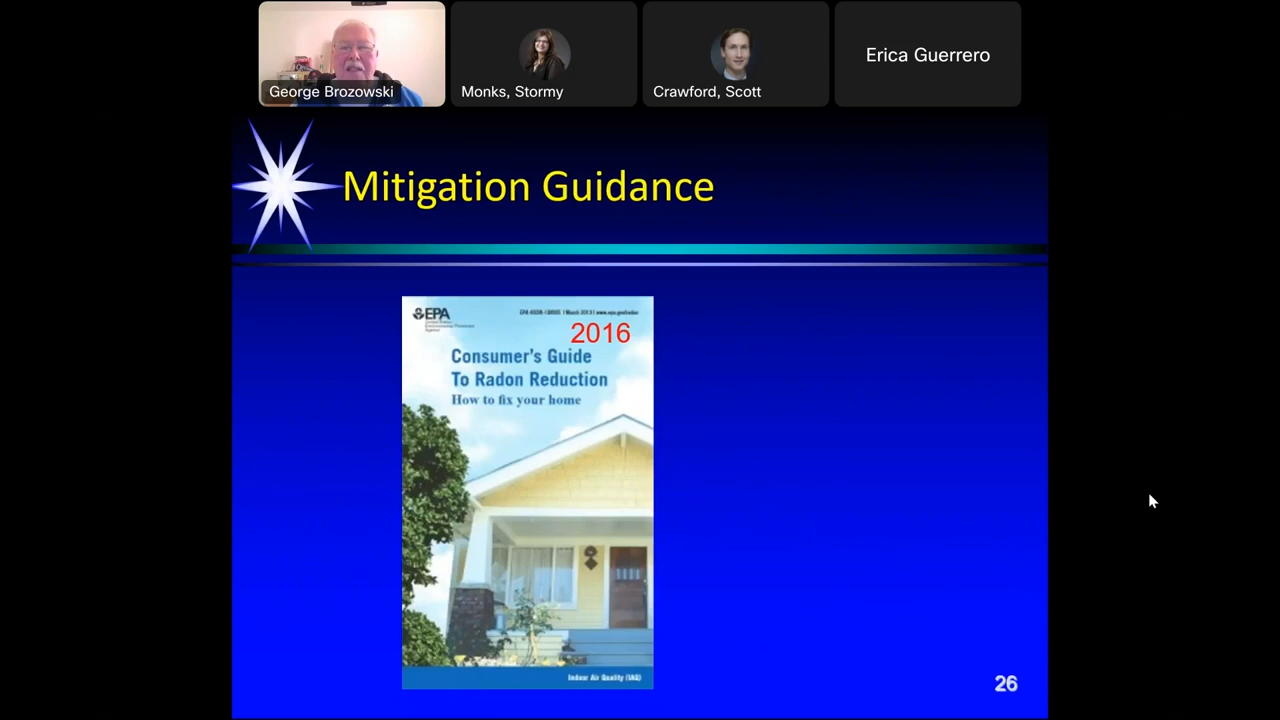 George Brozowski
Monks, Stormy
Crawford, Scott
Erica Guerrero
Mitigation Guidance
EPA
2016
Consumer's Guide
To Radon Reduction
How to fix your home
Indoor Air Quality (IAQ)
26